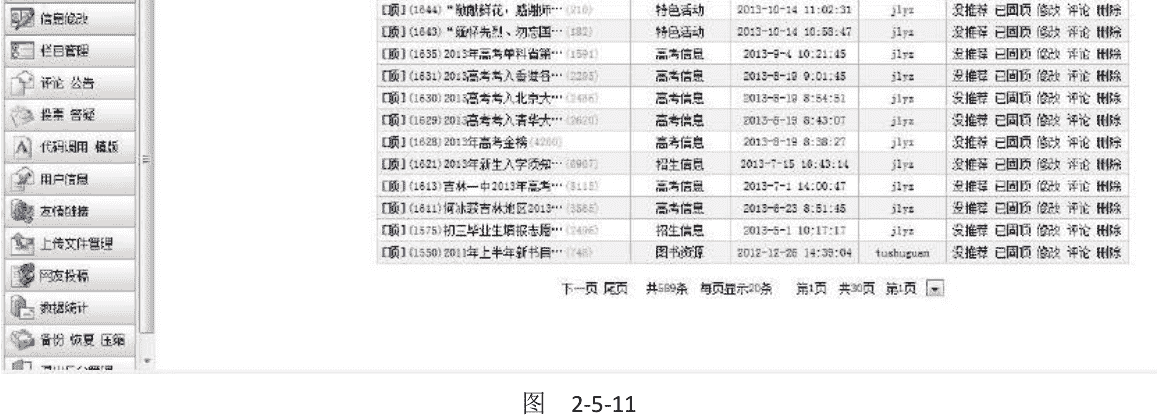 信息修改
栏目管理
评论 公告
投票 答疑
代码调用 模版
用户信息
友情链接
上传文件管理
网友投稿
数据统计
备份 恢复 压缩
[顶](1644)"敬献鲜花，感谢师…(210) 特色活动 2013-10-14 11:02:31 jlyz 没推荐 已固顶 修改 评论 删除
[顶](1643)"缅怀先烈、勿忘国…(182) 特色活动 2013-10-14 10:58:47 jlyz 没推荐 已固顶 修改 评论 删除
[顶](1635)2013年高考单科省第…(1591) 高考信息 2013-9-4 10:21:45 jlyz 没推荐 已固顶 修改 评论 删除
[顶](1631)2013高考考入香港各…(2295) 高考信息 2013-8-19 9:01:45 jlyz 没推荐 已固顶 修改 评论 删除
[顶](1630)2013高考考入北京大… 高考信息 2013-8-19 8:54:51 jlyz 没推荐 已固顶 修改 评论 删除
[顶](1629)2013高考考入清华大…(2620) 高考信息 2013-8-19 8:43:07 jlyz 没推荐 已固顶 修改 评论 删除
[顶](1628)2013年高考金榜(4260) 高考信息 2013-8-19 8:38:27 jlyz 没推荐 已固顶 修改 评论 删除
[顶](1621)2013年新生入学须知… 招生信息 2013-7-15 16:43:14 jlyz 没推荐 已固顶 修改 评论 删除
[顶](1613)吉林一中2013年高考… 高考信息 2013-7-1 14:00:47 jlyz 没推荐 已固顶 修改 评论 删除
[顶](1611)何冰霖吉林地区2013… 高考信息 2013-6-23 8:51:45 jlyz 没推荐 已固顶 修改 评论 删除
[顶](1575)初三毕业生填报志愿… 招生信息 2013-5-1 10:17:17 jlyz 没推荐 已固顶 修改 评论 删除
[顶](1550)2011年上半年新书目…(748) 图书资源 2012-12-26 14:39:04 tushuguan 没推荐 已固顶 修改 评论 删除
下一页 尾页 共589条 每页显示20条 第1页 共30页 第1页
图 2-5-11